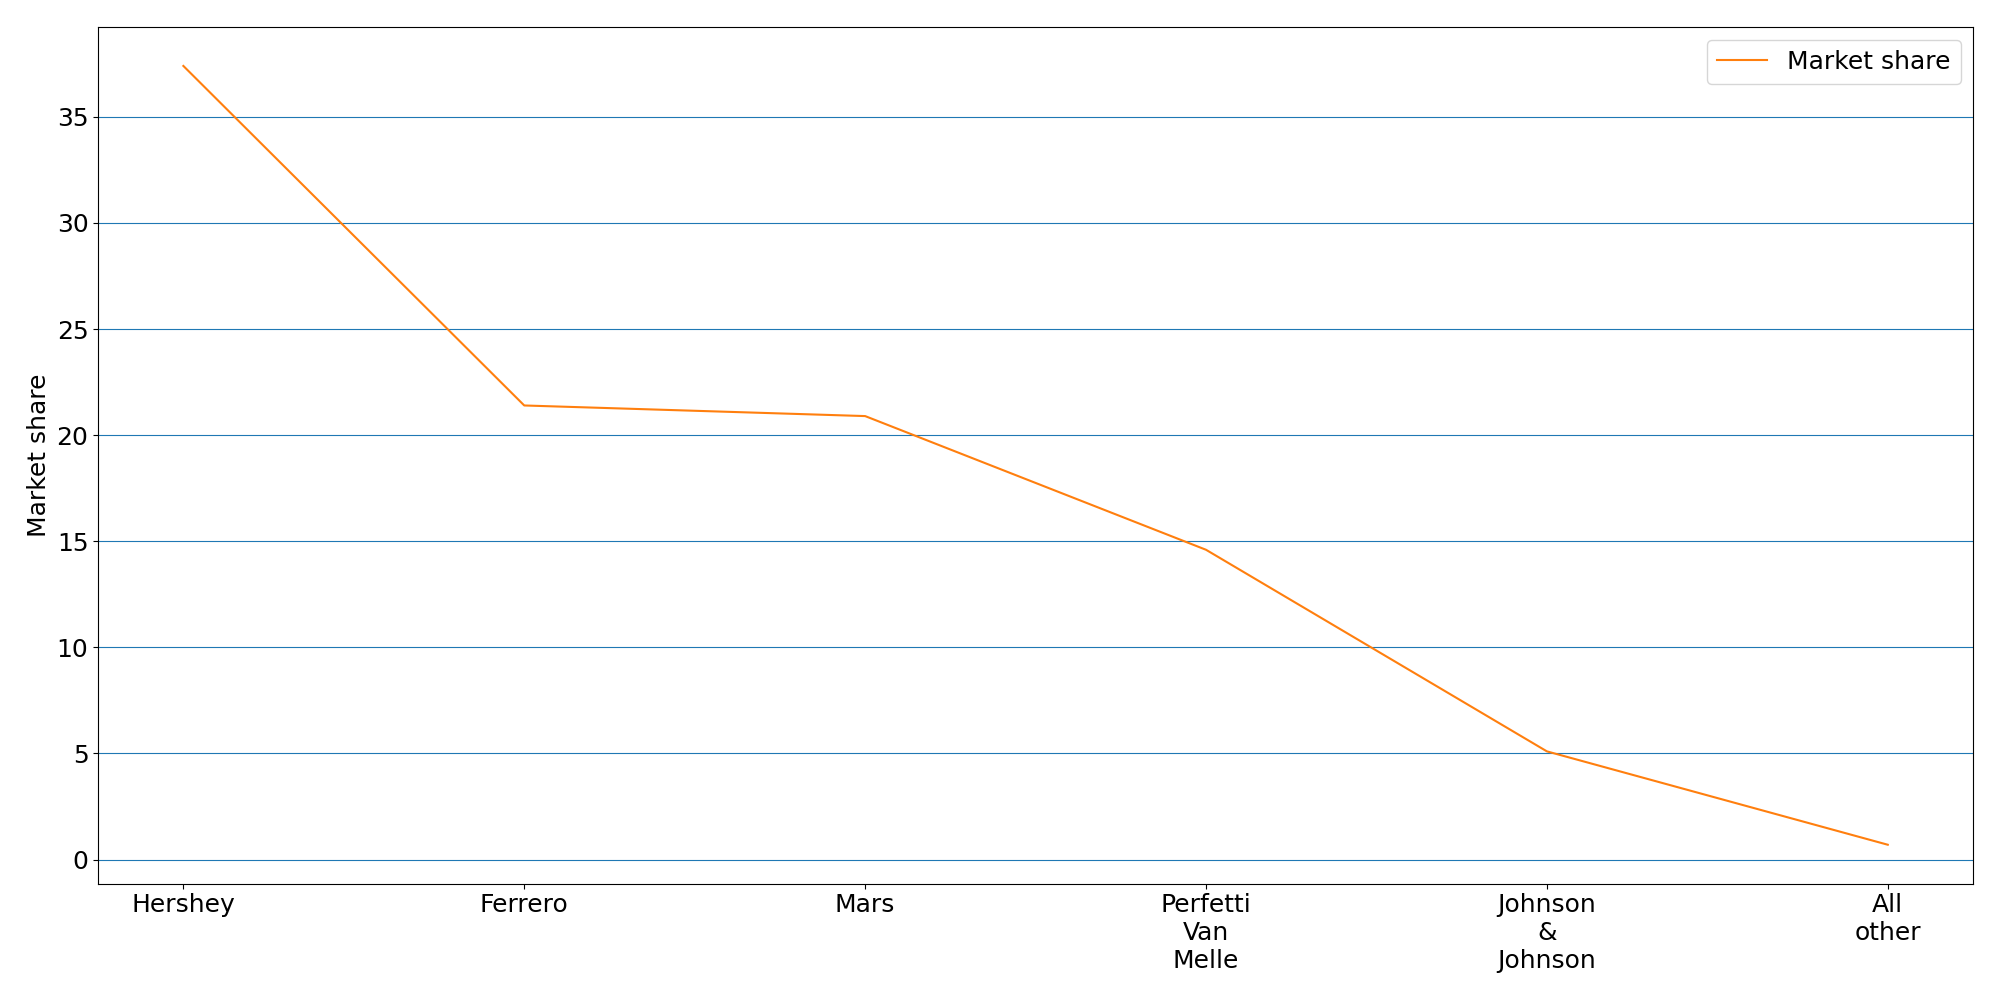 Market share
35
30
25
20
15
10
5
0
Market share
Hershey
Ferrero
Mars
Perfetti
Van
Melle
Johnson
&
Johnson
All
other